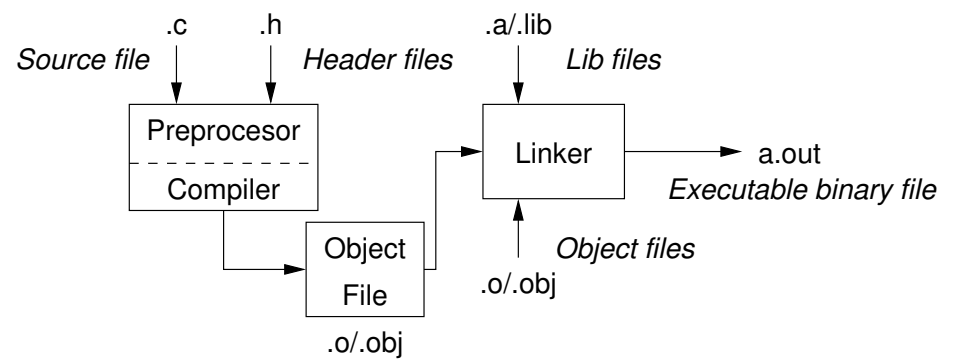 .c
.h
.a/.lib
Source file
Header files
Lib files
Preprocesor
Compiler
Linker
a.out
Executable binary file
Object
File
.o/.obj
Object files
.o/.obj